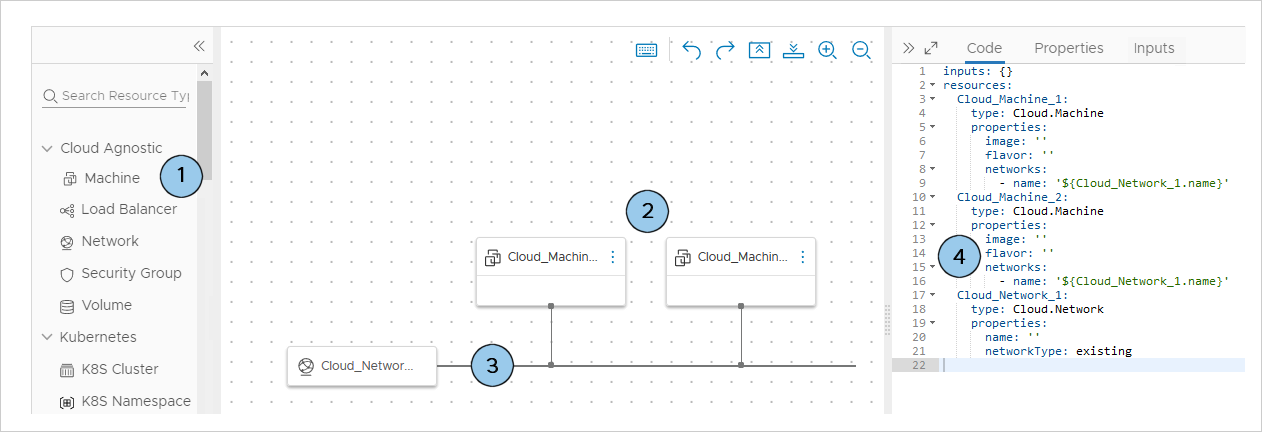 Search Resource Typ
Cloud Agnostic
Machine
1
Load Balancer
Network
Security Group
Volume
Kubernetes
K8S Cluster
K8S Namespace
2
Cloud_Machin...
Cloud_Machin...
Cloud_Networ...
3
Code Properties Inputs
1 inputs: {}
2 resources:
3 Cloud_Machine_1:
4 type: Cloud.Machine
5 properties:
6 image: ''
7 flavor: ''
8 networks:
9 - name: '${Cloud_Network_1.name}'
10 Cloud_Machine_2:
11 type: Cloud.Machine
12 properties:
13 image: ''
14 flavor: ''
15 networks:
16 - name: '${Cloud_Network_1.name}'
17 Cloud_Network_1:
18 type: Cloud.Network
19 properties:
20 name: ''
21 networkType: existing
22
4